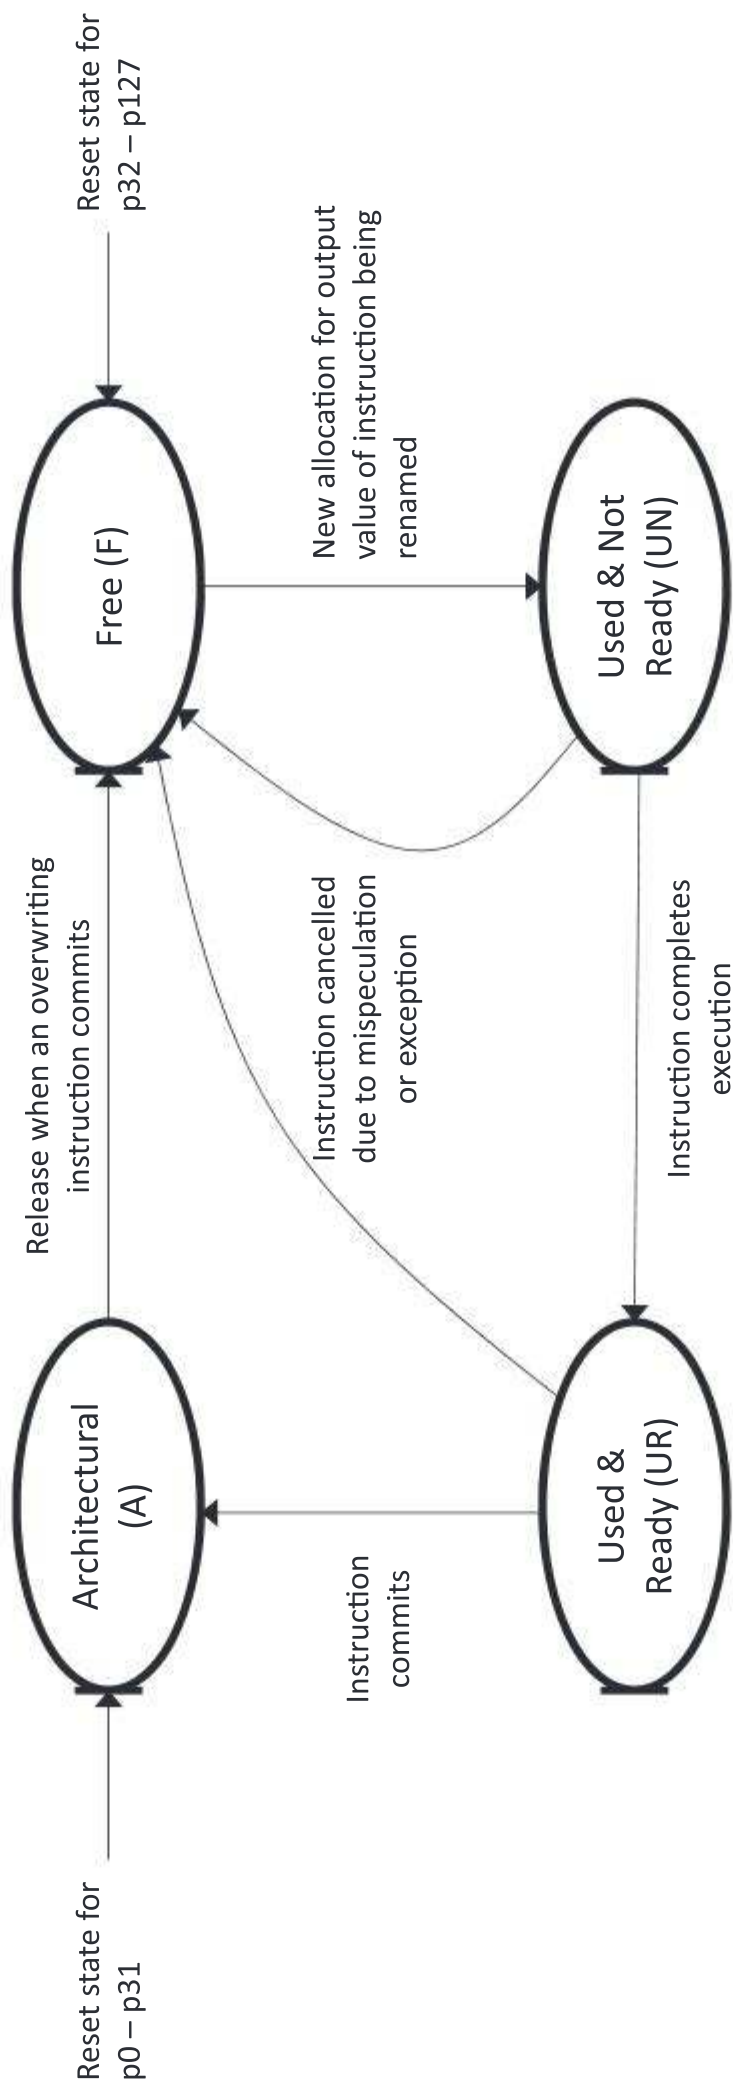 Reset state for
p0 – p31
Architectural
(A)
Release when an overwriting
instruction commits
Free (F)
Reset state for
p32 – p127
Instruction
commits
Instruction cancelled
due to mispeculation
or exception
New allocation for output
value of instruction being
renamed
Used &
Ready (UR)
Instruction completes
execution
Used & Not
Ready (UN)